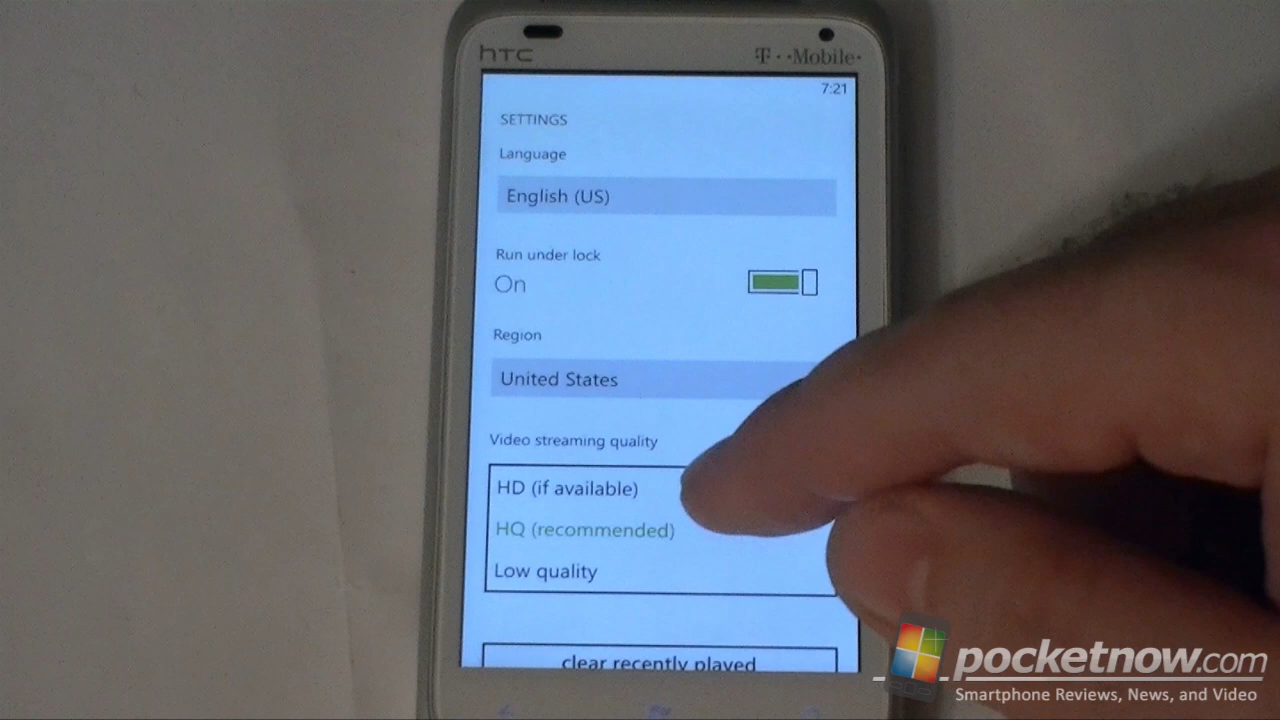 hTC
T··Mobile·
7:21
SETTINGS
Language
English (US)
Run under lock
On
Region
United States
Video streaming quality
HD (if available)
HQ (recommended)
Low quality
clear recently played
pocketnow.com
Smartphone Reviews, News, and Video